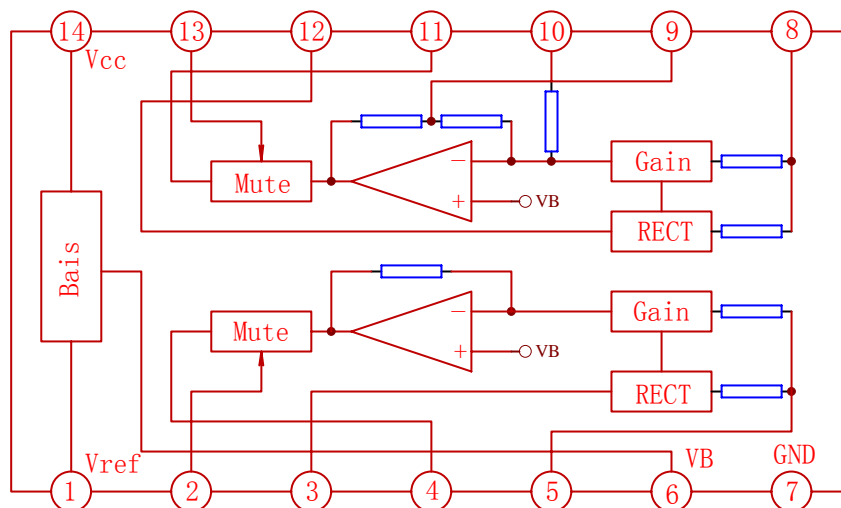 14 13 12 11 10 9 8
Vcc
− Gain
Mute
+ VB
RECT
Bais
− Gain
Mute
+ VB
RECT
Vref VB GND
1 2 3 4 5 6 7